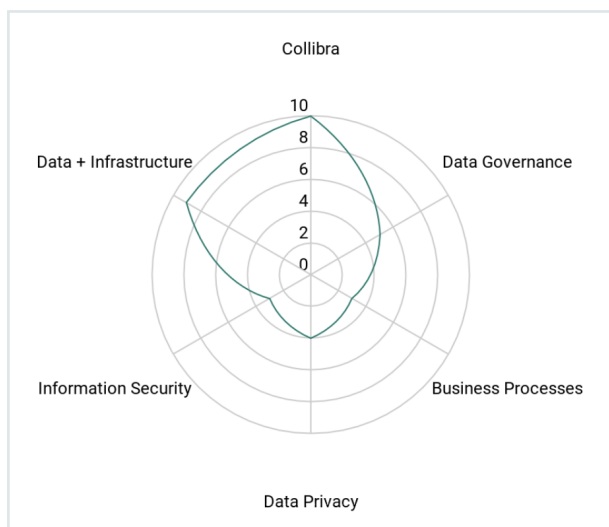 Collibra
10
8
Data + Infrastructure
Data Governance
6
4
2
0
Information Security
Business Processes
Data Privacy